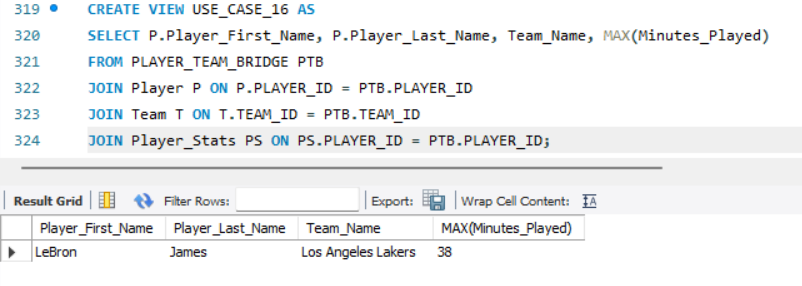 319 CREATE VIEW USE_CASE_16 AS
320 SELECT P.Player_First_Name, P.Player_Last_Name, Team_Name, MAX(Minutes_Played)
321 FROM PLAYER_TEAM_BRIDGE PTB
322 JOIN Player P ON P.PLAYER_ID = PTB.PLAYER_ID
323 JOIN Team T ON T.TEAM_ID = PTB.TEAM_ID
324 JOIN Player_Stats PS ON PS.PLAYER_ID = PTB.PLAYER_ID;
Result Grid Filter Rows: Export: Wrap Cell Content: IA
Player_First_Name Player_Last_Name Team_Name MAX(Minutes_Played)
LeBron James Los Angeles Lakers 38